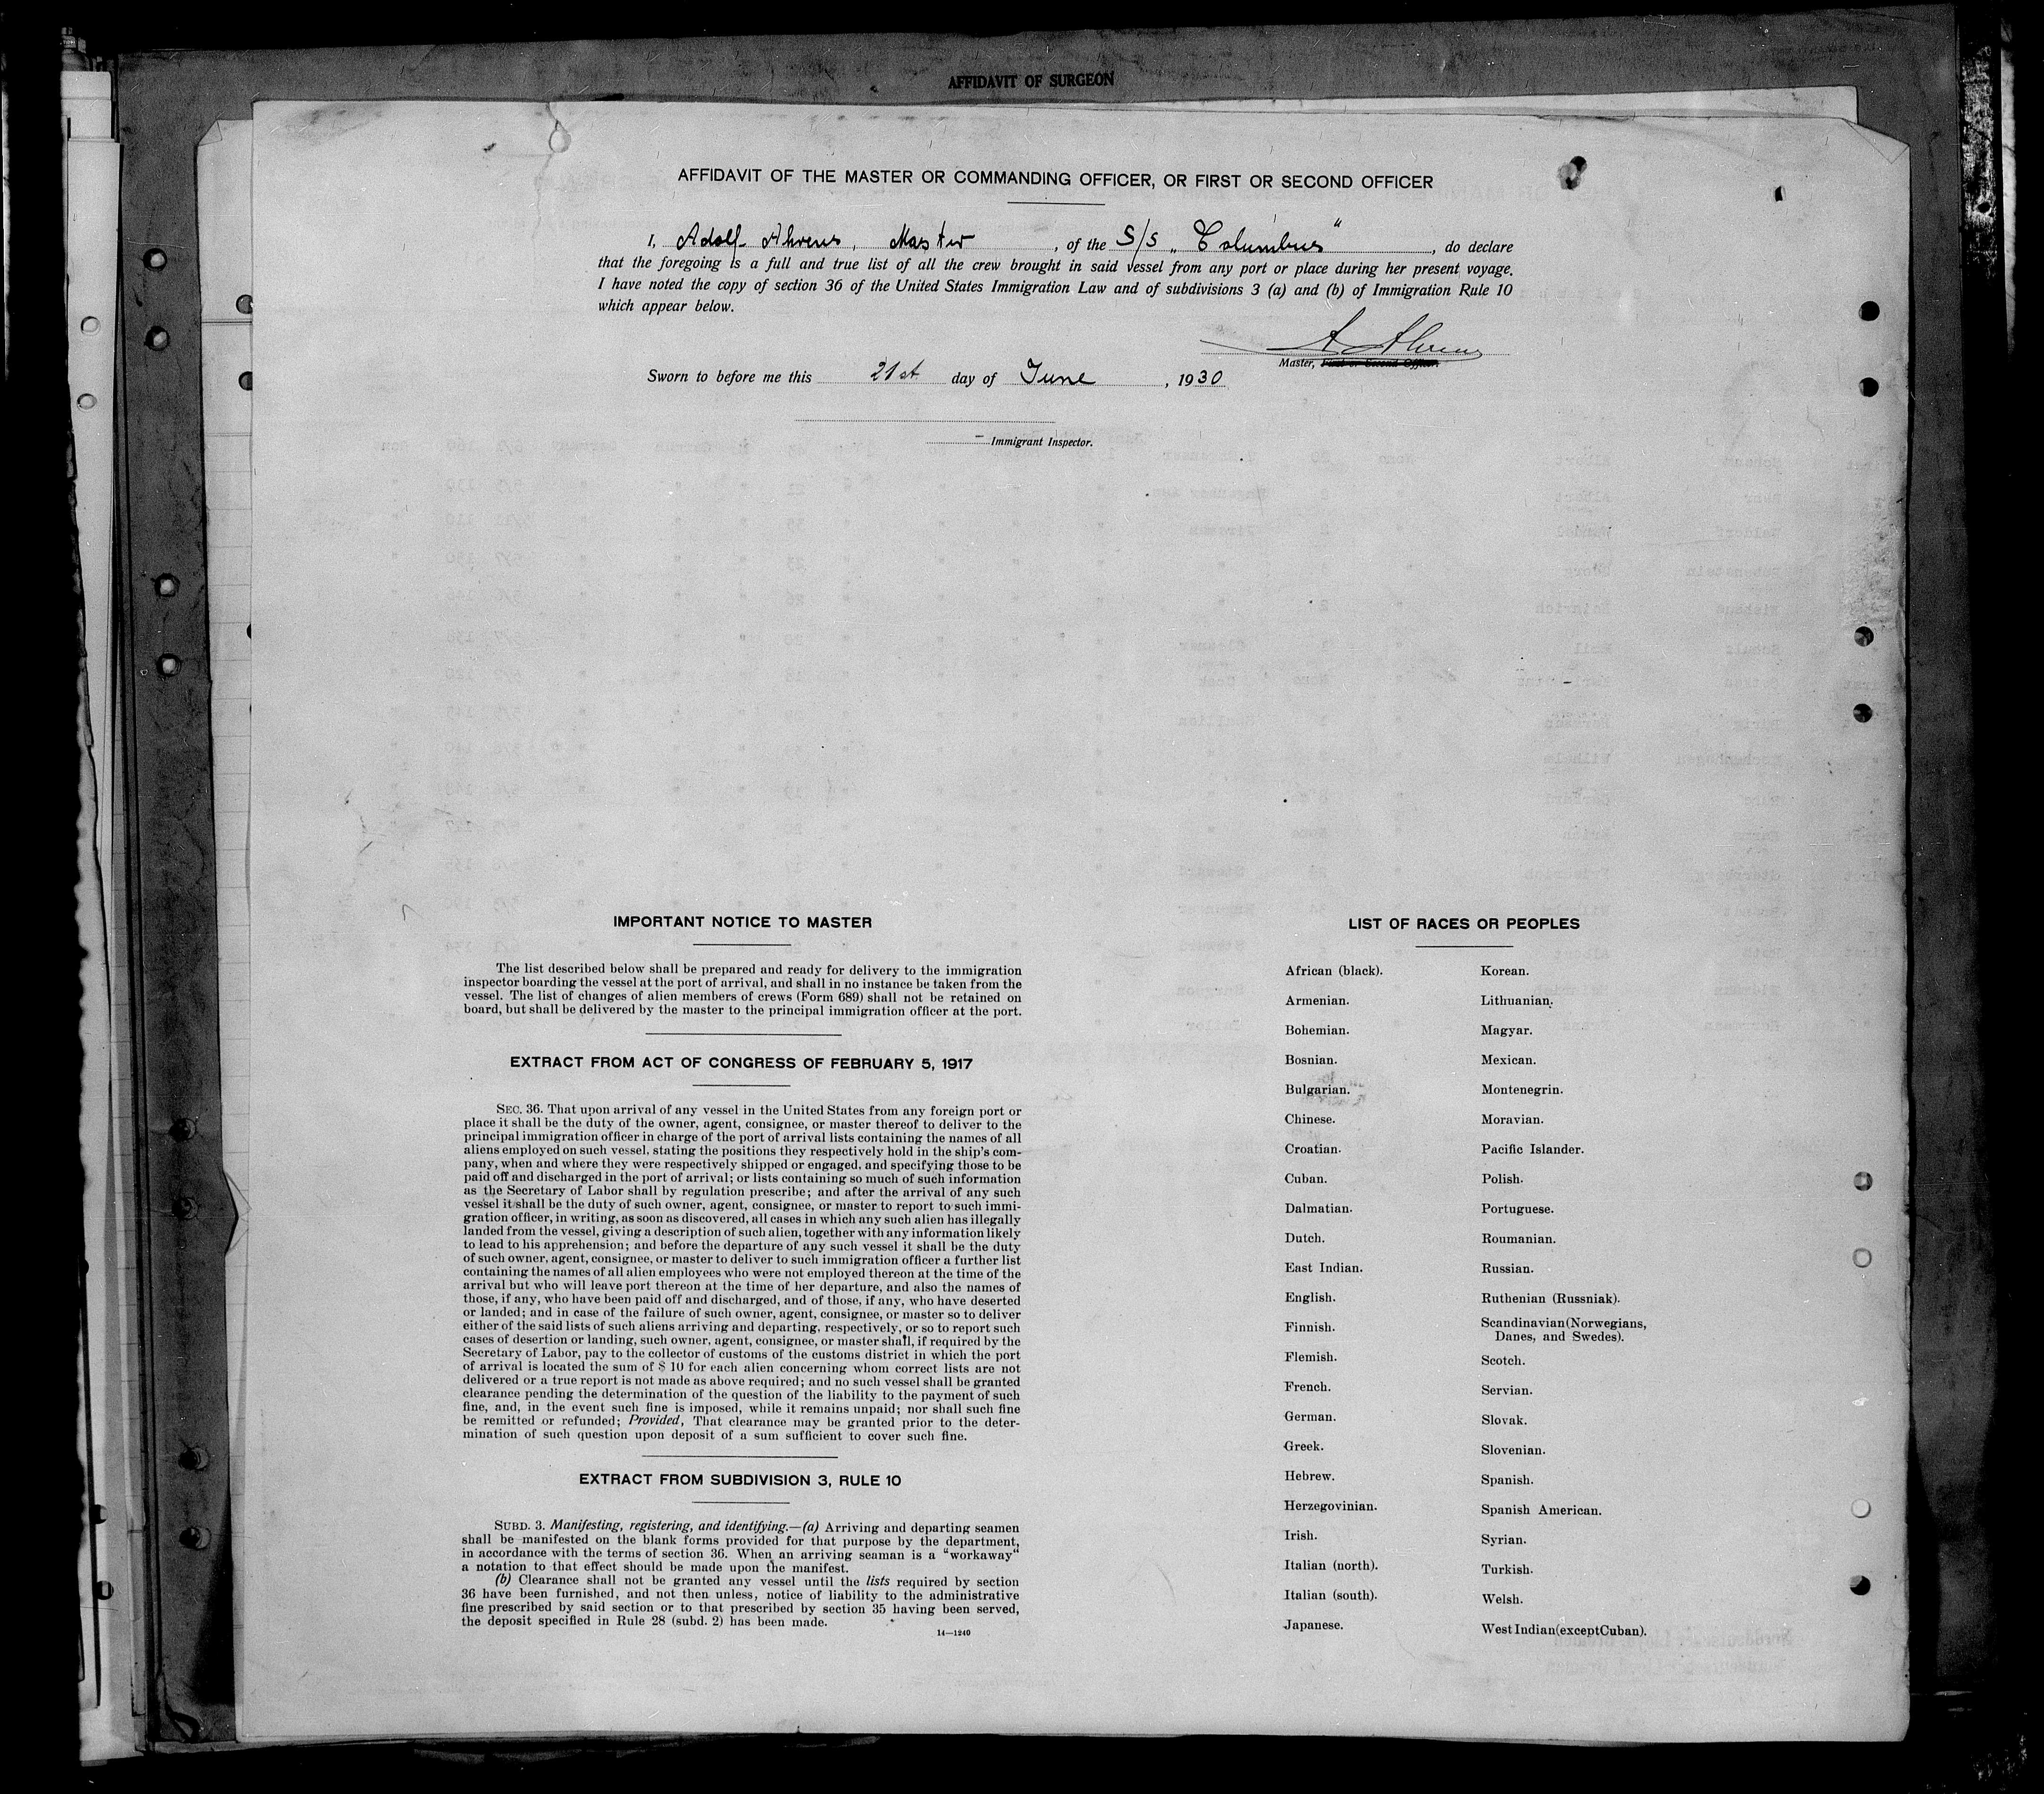 AFFIDAVIT OF SURGEON
AFFIDAVIT OF THE MASTER OR COMMANDING OFFICER, OR FIRST OR SECOND OFFICER
I, Adolf Ahrens, Master, of the S/S „Columbus“, do declare
that the foregoing is a full and true list of all the crew brought in said vessel from any port or place during her present voyage.
I have noted the copy of section 36 of the United States Immigration Law and of subdivisions 3 (a) and (b) of Immigration Rule 10
which appear below.
A Ahrens
Master, First or Second Officer.
Sworn to before me this 21st day of June, 1930
Immigrant Inspector.
IMPORTANT NOTICE TO MASTER
The list described below shall be prepared and ready for delivery to the immigration
inspector boarding the vessel at the port of arrival, and shall in no instance be taken from the
vessel. The list of changes of alien members of crews (Form 689) shall not be retained on
board, but shall be delivered by the master to the principal immigration officer at the port.
EXTRACT FROM ACT OF CONGRESS OF FEBRUARY 5, 1917
SEC. 36. That upon arrival of any vessel in the United States from any foreign port or
place it shall be the duty of the owner, agent, consignee, or master thereof to deliver to the
principal immigration officer in charge of the port of arrival lists containing the names of all
aliens employed on such vessel, stating the positions they respectively hold in the ship's com-
pany, when and where they were respectively shipped or engaged, and specifying those to be
paid off and discharged in the port of arrival; or lists containing so much of such information
as the Secretary of Labor shall by regulation prescribe; and after the arrival of any such
vessel it shall be the duty of such owner, agent, consignee, or master to report to such immi-
gration officer, in writing, as soon as discovered, all cases in which any such alien has illegally
landed from the vessel, giving a description of such alien, together with any information likely
to lead to his apprehension; and before the departure of any such vessel it shall be the duty
of such owner, agent, consignee, or master to deliver to such immigration officer a further list
containing the names of all alien employees who were not employed thereon at the time of the
arrival but who will leave port thereon at the time of her departure, and also the names of
those, if any, who have been paid off and discharged, and of those, if any, who have deserted
or landed; and in case of the failure of such owner, agent, consignee, or master so to deliver
either of the said lists of such aliens arriving and departing, respectively, or so to report such
cases of desertion or landing, such owner, agent, consignee, or master shall, if required by the
Secretary of Labor, pay to the collector of customs of the customs district in which the port
of arrival is located the sum of $ 10 for each alien concerning whom correct lists are not
delivered or a true report is not made as above required; and no such vessel shall be granted
clearance pending the determination of the question of the liability to the payment of such
fine, and, in the event such fine is imposed, while it remains unpaid; nor shall such fine
be remitted or refunded; Provided, That clearance may be granted prior to the deter-
mination of such question upon deposit of a sum sufficient to cover such fine.
EXTRACT FROM SUBDIVISION 3, RULE 10
SUBD. 3. Manifesting, registering, and identifying.—(a) Arriving and departing seamen
shall be manifested on the blank forms provided for that purpose by the department,
in accordance with the terms of section 36. When an arriving seaman is a “workaway“
a notation to that effect should be made upon the manifest.
(b) Clearance shall not be granted any vessel until the lists required by section
36 have been furnished, and not then unless, notice of liability to the administrative
fine prescribed by said section or to that prescribed by section 35 having been served,
the deposit specified in Rule 28 (subd. 2) has been made.
14—1240
LIST OF RACES OR PEOPLES
African (black).
Armenian.
Bohemian.
Bosnian.
Bulgarian.
Chinese.
Croatian.
Cuban.
Dalmatian.
Dutch.
East Indian.
English.
Finnish.
Flemish.
French.
German.
Greek.
Hebrew.
Herzegovinian.
Irish.
Italian (north).
Italian (south).
Japanese.
Korean.
Lithuanian.
Magyar.
Mexican.
Montenegrin.
Moravian.
Pacific Islander.
Polish.
Portuguese.
Roumanian.
Russian.
Ruthenian (Russniak).
Scandinavian(Norwegians,
Danes, and Swedes).
Scotch.
Servian.
Slovak.
Slovenian.
Spanish.
Spanish American.
Syrian.
Turkish.
Welsh.
West Indian(exceptCuban).